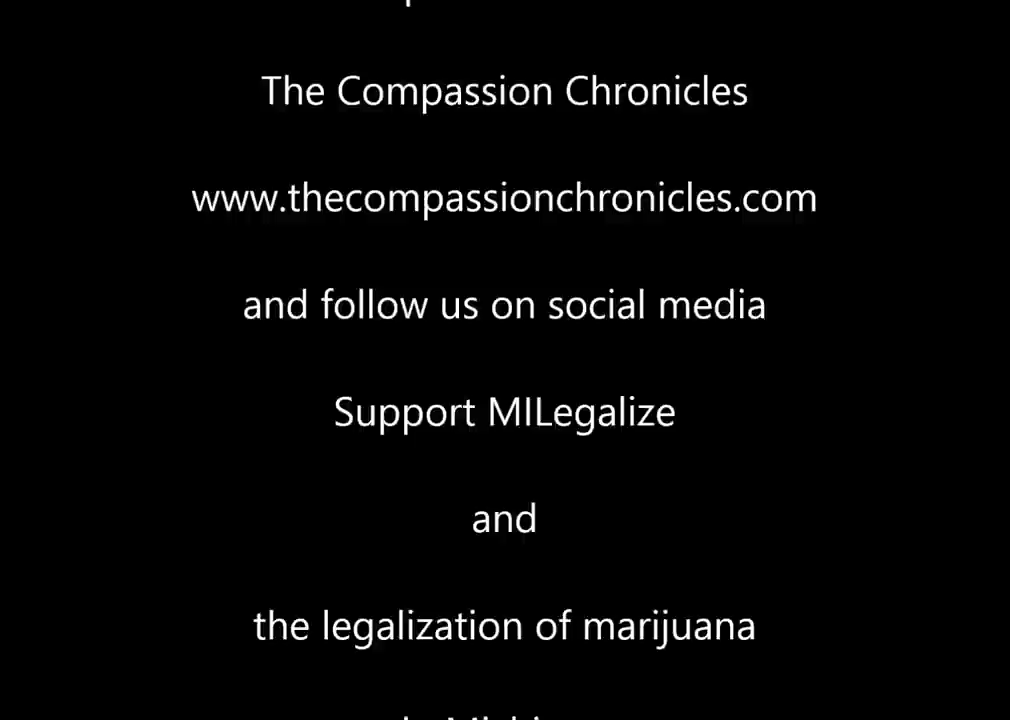 The Compassion Chronicles
www.thecompassionchronicles.com
and follow us on social media
Support MILegalize
and
the legalization of marijuana